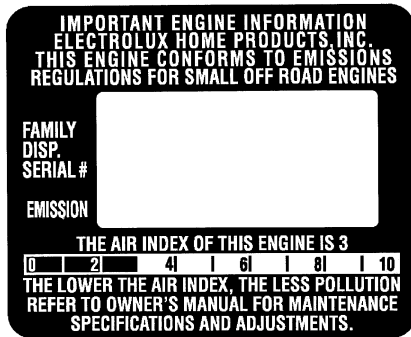 IMPORTANT ENGINE INFORMATION
ELECTROLUX HOME PRODUCTS, INC.
THIS ENGINE CONFORMS TO EMISSIONS
REGULATIONS FOR SMALL OFF ROAD ENGINES
FAMILY
DISP.
SERIAL #
EMISSION
THE AIR INDEX OF THIS ENGINE IS 3
0 2 4 6 8 10
THE LOWER THE AIR INDEX, THE LESS POLLUTION
REFER TO OWNER'S MANUAL FOR MAINTENANCE
SPECIFICATIONS AND ADJUSTMENTS.